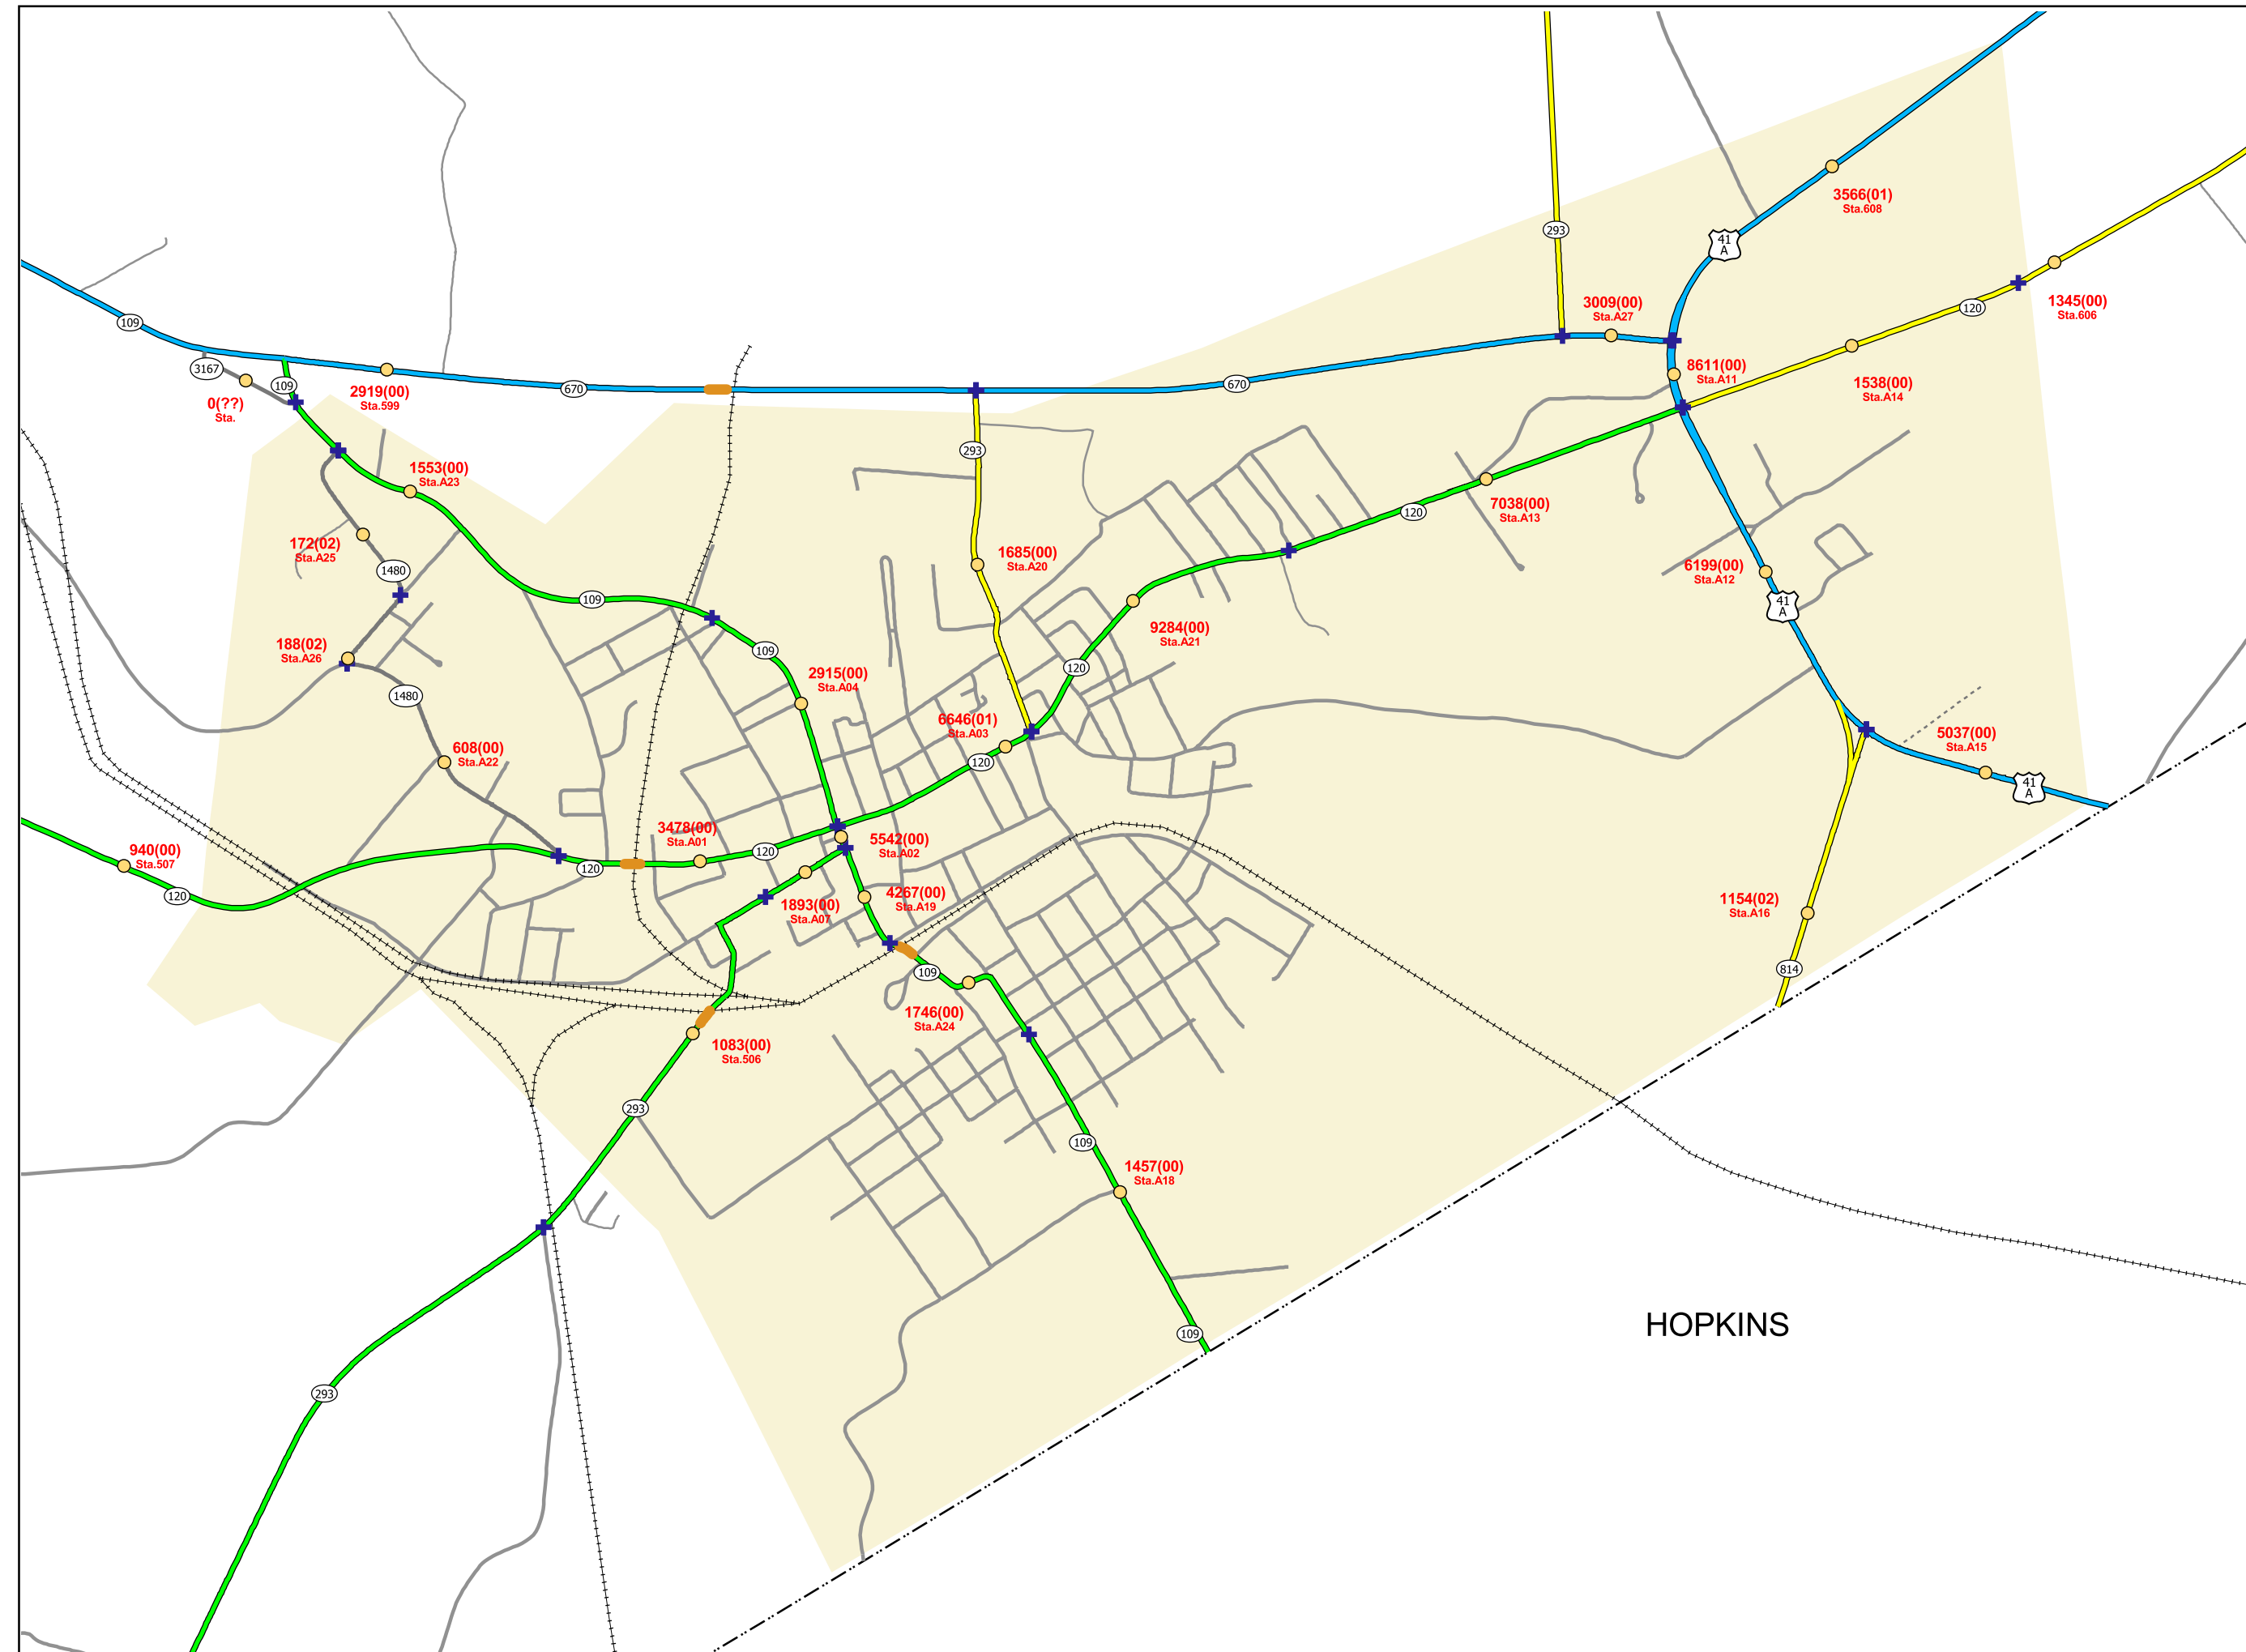 293
3566(01)
Sta.608
41
A
3009(00)
Sta.A27
1345(00)
Sta.606
120
109
3167
109
2919(00)
Sta.599
670
670
8611(00)
Sta.A11
1538(00)
Sta.A14
0(??)
Sta.
293
1553(00)
Sta.A23
7038(00)
Sta.A13
120
172(02)
Sta.A25
1480
1685(00)
Sta.A20
6199(00)
Sta.A12
41
A
109
188(02)
Sta.A26
109
9284(00)
Sta.A21
120
1480
2915(00)
Sta.A04
6646(01)
Sta.A03
120
608(00)
Sta.A22
5037(00)
Sta.A15
41
A
3478(00)
Sta.A01
120
5542(00)
Sta.A02
940(00)
Sta.507
120
120
1893(00)
Sta.A07
4267(00)
Sta.A19
1154(02)
Sta.A16
814
109
1746(00)
Sta.A24
1083(00)
Sta.506
293
109
1457(00)
Sta.A18
109
HOPKINS
293